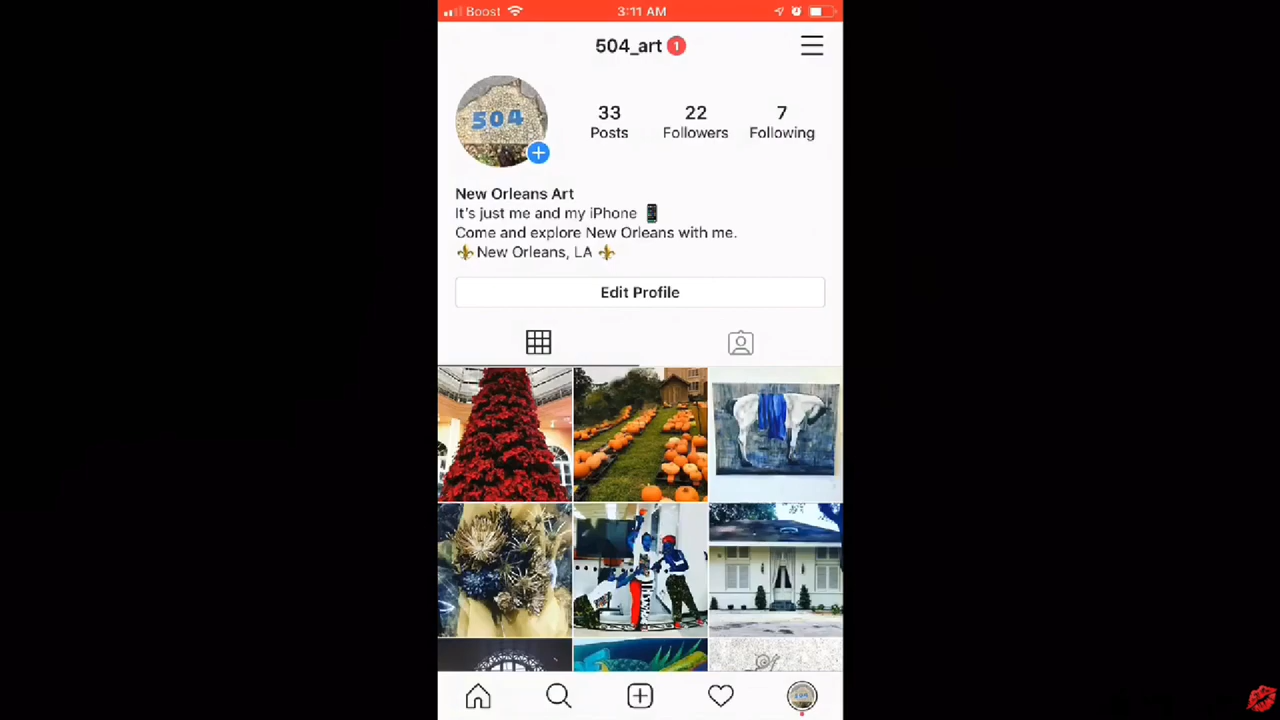 Boost 3:11 AM
504_art 1
504
33 22 7
Posts Followers Following
New Orleans Art
It's just me and my iPhone 📱
Come and explore New Orleans with me.
⚜️ New Orleans, LA ⚜️
Edit Profile